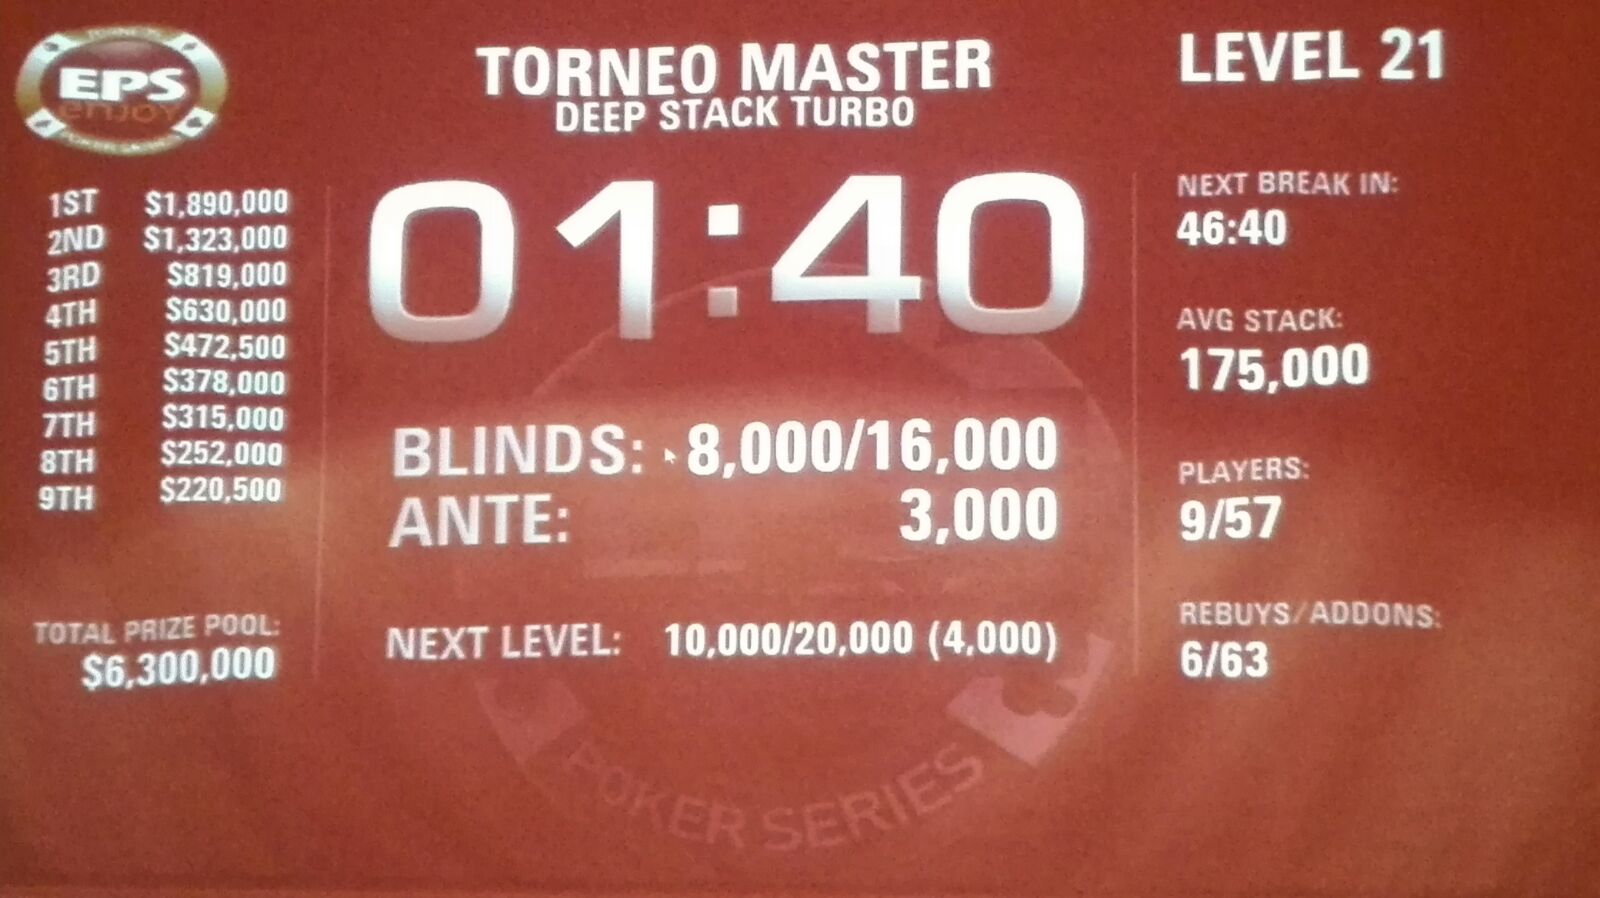 EPS
enjoy
TORNEO MASTER
DEEP STACK TURBO
LEVEL 21
1ST $1,890,000
2ND $1,323,000
3RD $819,000
4TH $630,000
5TH $472,500
6TH $378,000
7TH $315,000
8TH $252,000
9TH $220,500
TOTAL PRIZE POOL:
$6,300,000
01:40
BLINDS: 8,000/16,000
ANTE: 3,000
NEXT LEVEL: 10,000/20,000 (4,000)
POKER SERIES
NEXT BREAK IN:
46:40
AVG STACK:
175,000
PLAYERS:
9/57
REBUYS/ADDONS:
6/63